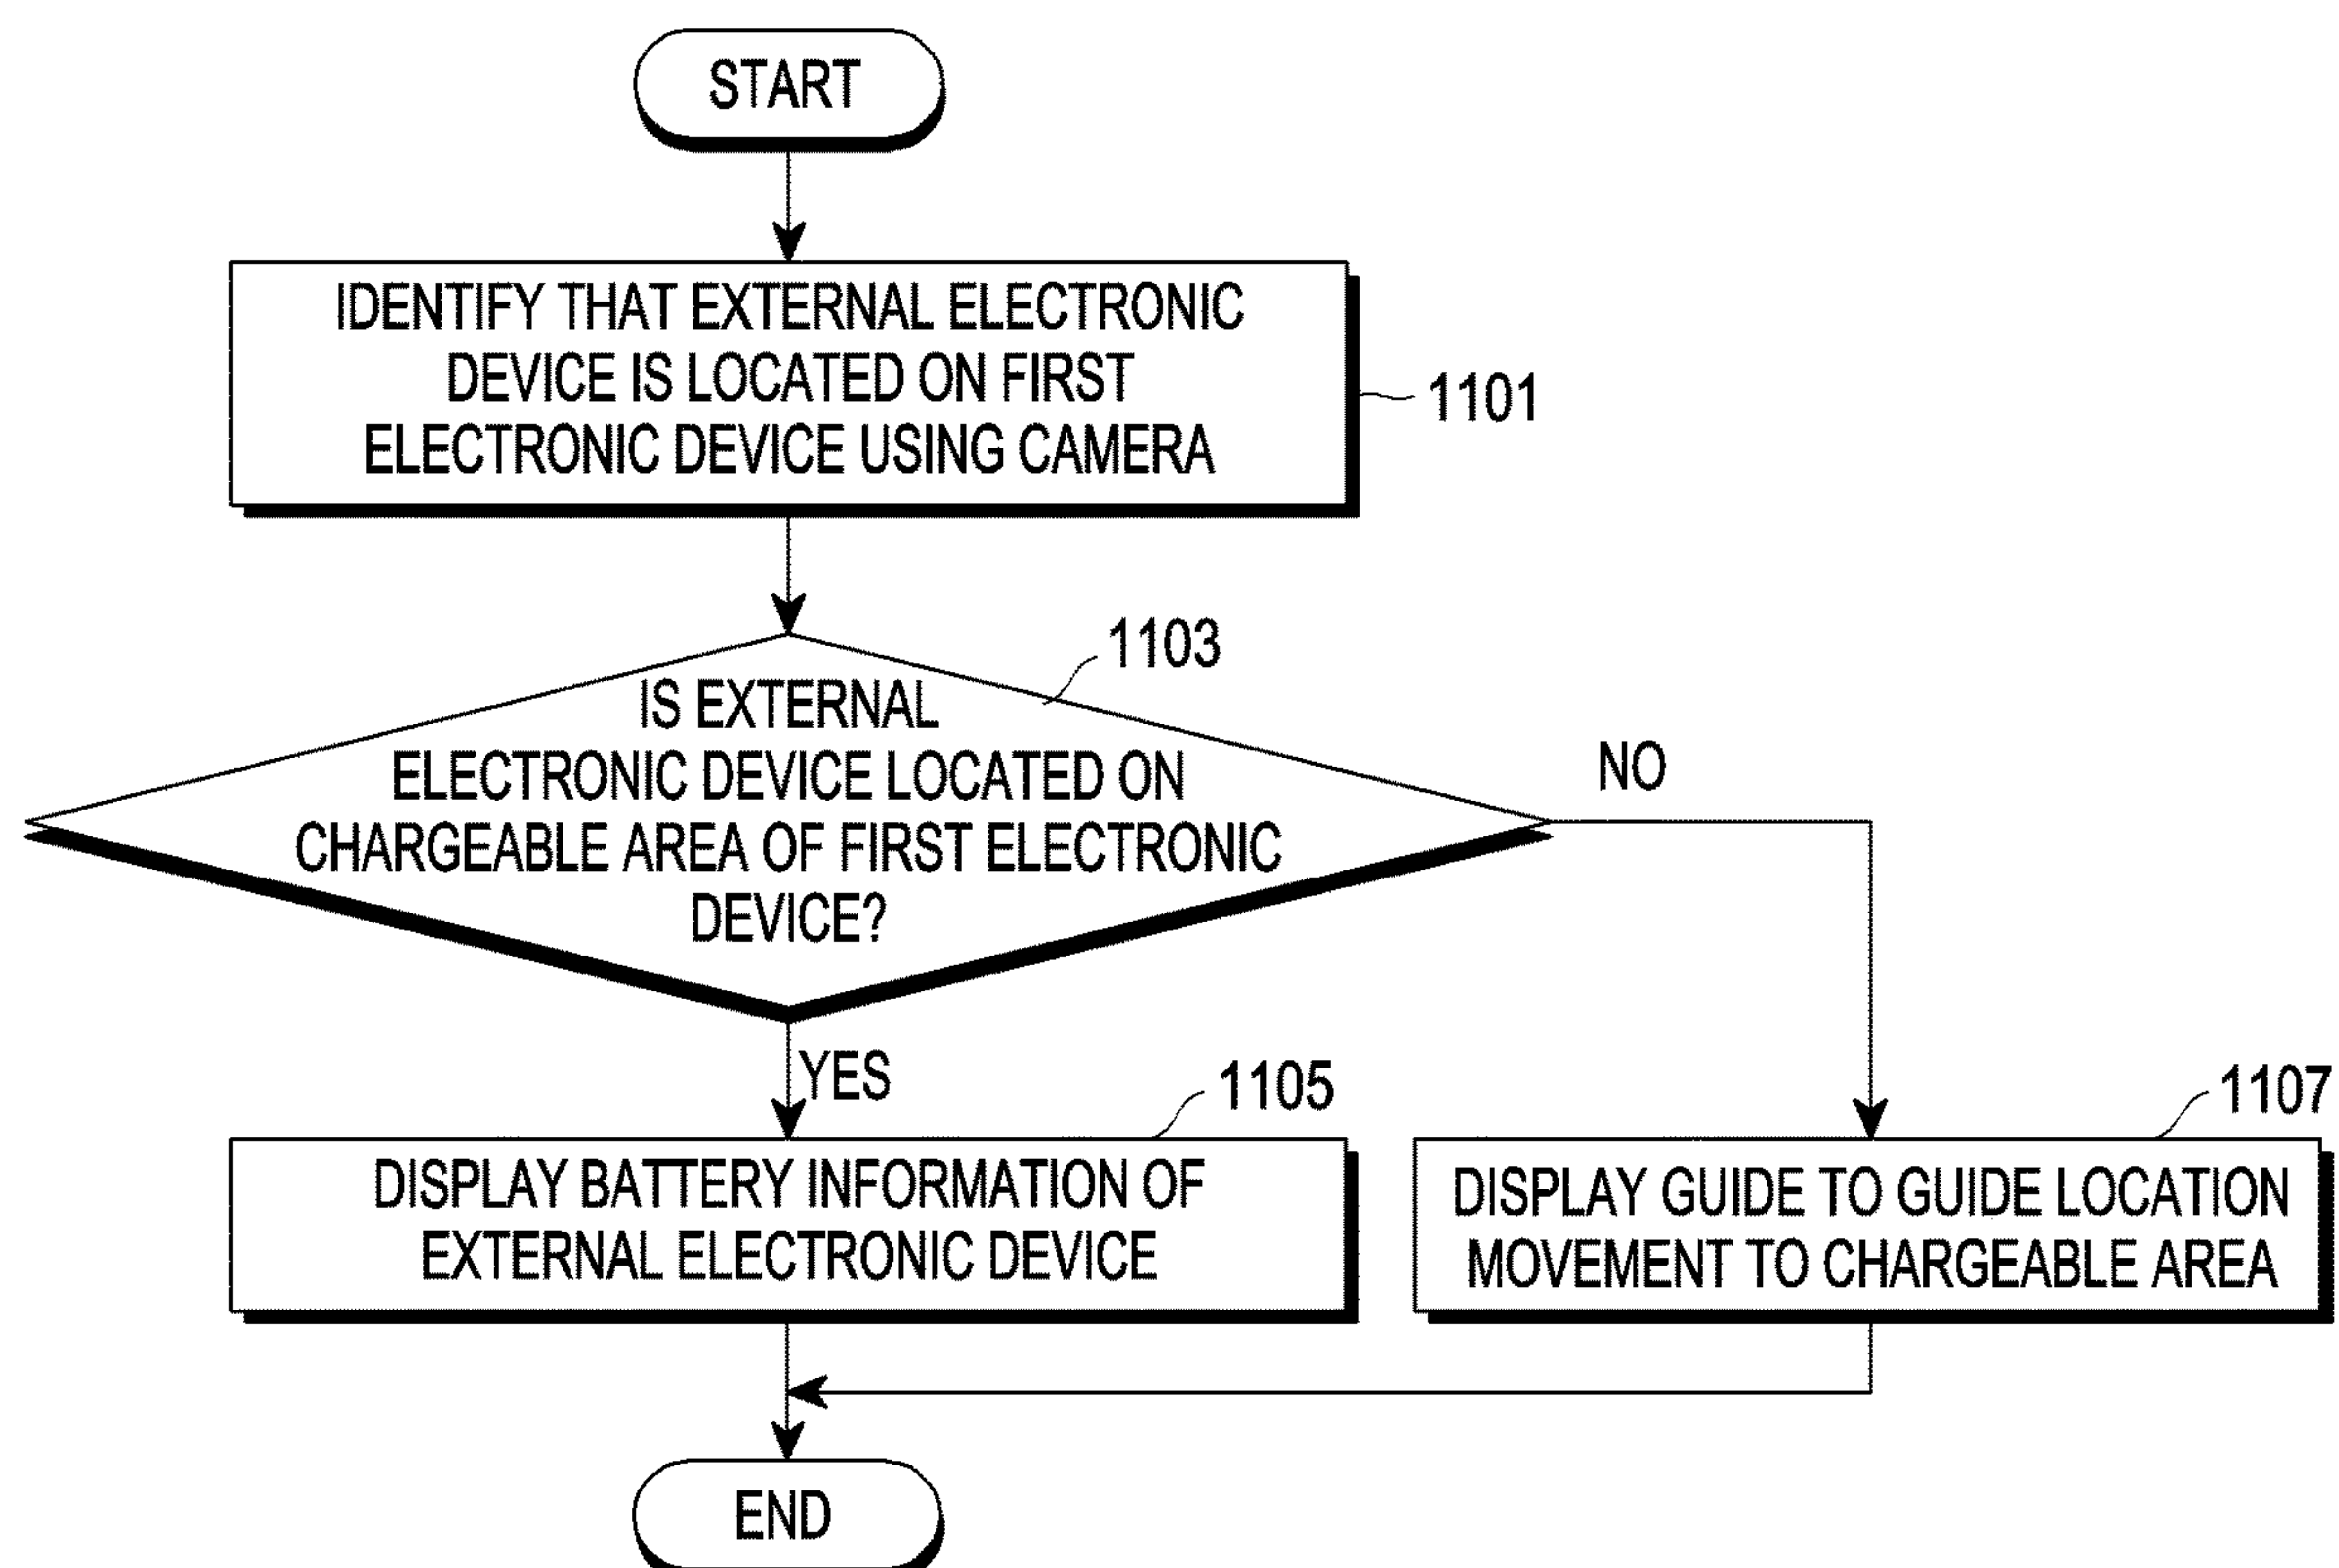 START
IDENTIFY THAT EXTERNAL ELECTRONIC
DEVICE IS LOCATED ON FIRST
ELECTRONIC DEVICE USING CAMERA
1101
1103
IS EXTERNAL
ELECTRONIC DEVICE LOCATED ON
CHARGEABLE AREA OF FIRST ELECTRONIC
DEVICE?
NO
YES
1105
DISPLAY BATTERY INFORMATION OF
EXTERNAL ELECTRONIC DEVICE
1107
DISPLAY GUIDE TO GUIDE LOCATION
MOVEMENT TO CHARGEABLE AREA
END